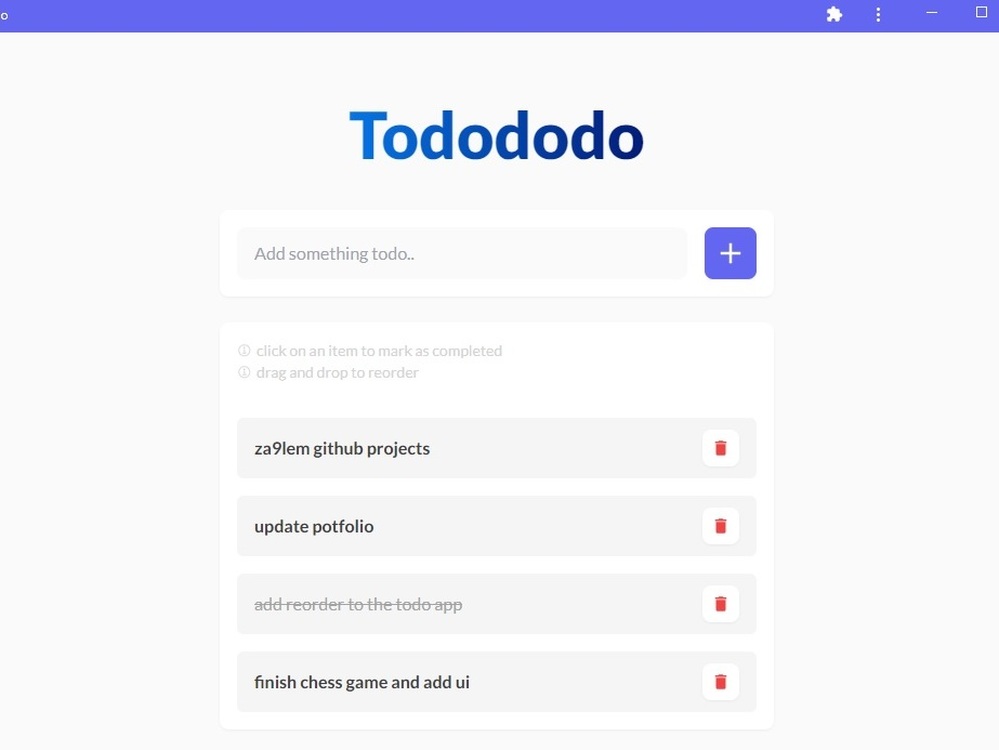 o
Todododo
Add something todo..
click on an item to mark as completed
drag and drop to reorder
za9lem github projects
update potfolio
add reorder to the todo app
finish chess game and add ui